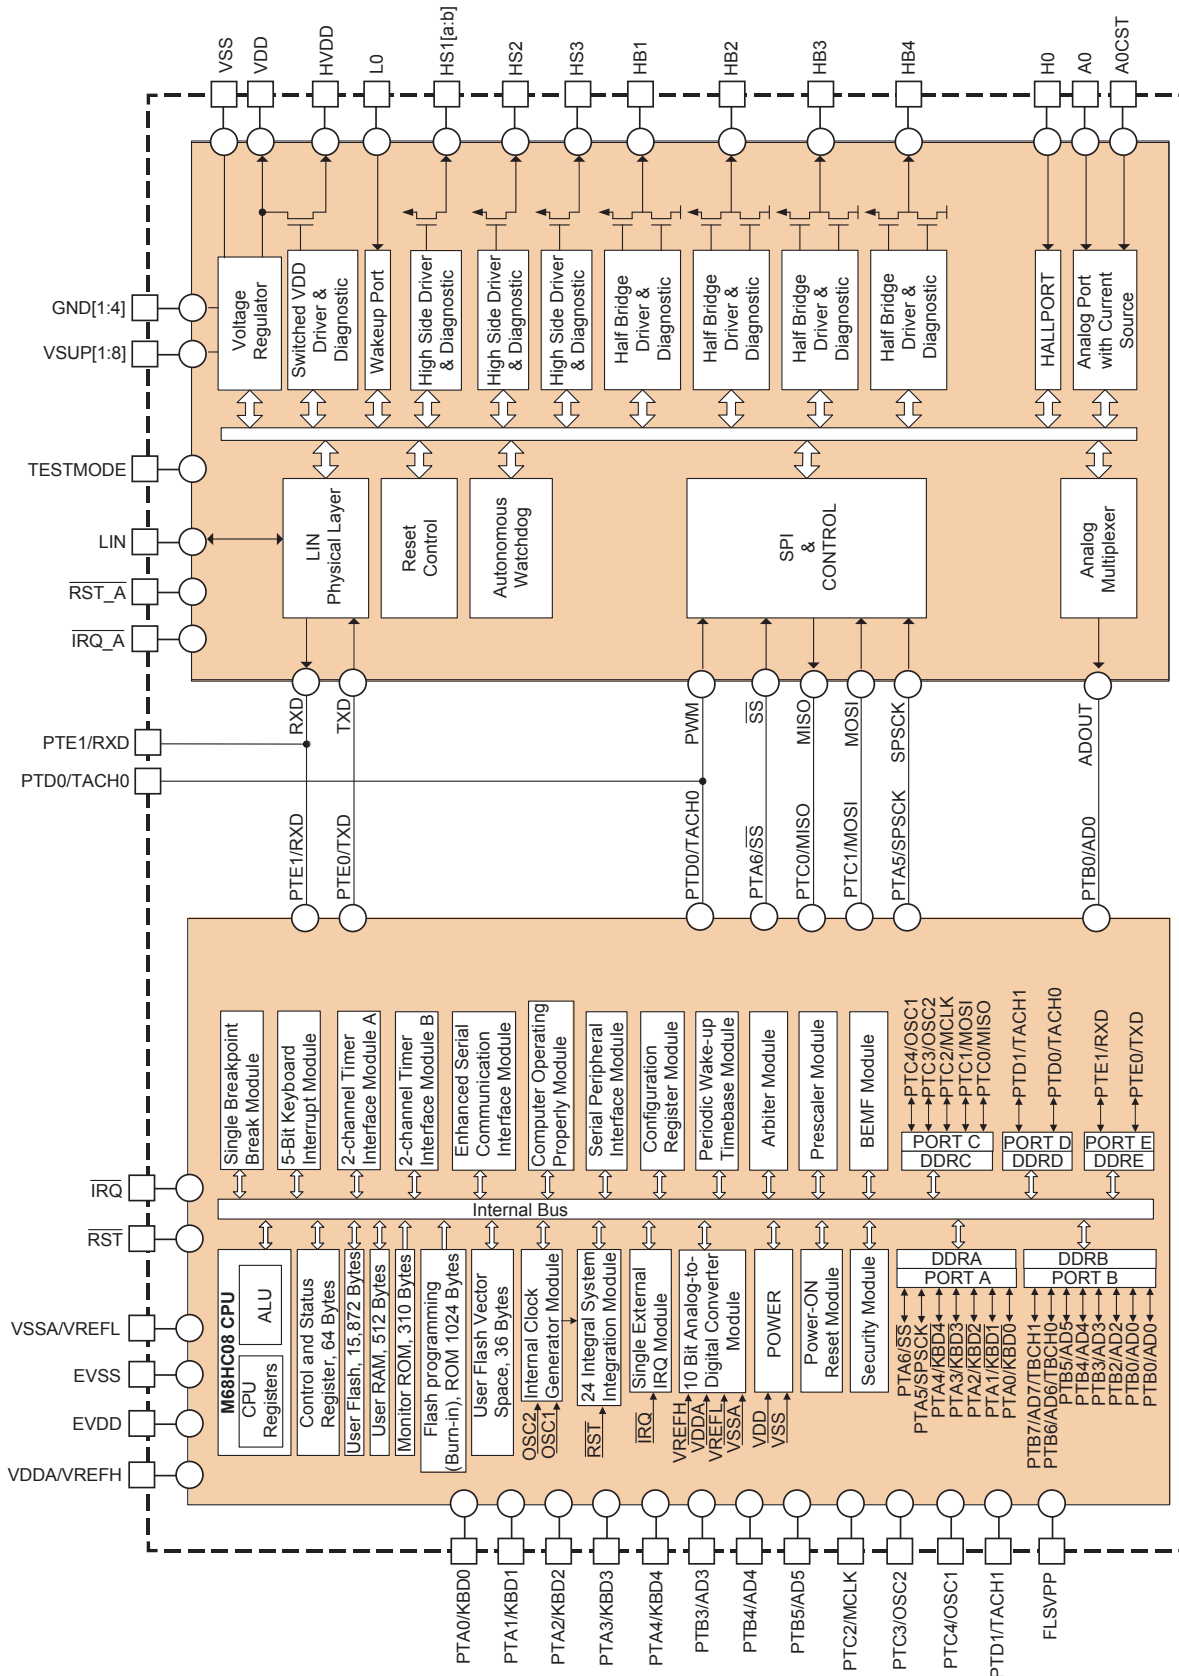 VSS
VDD
HVDD
L0
HS1[a:b]
HS2
HS3
HB1
HB2
HB3
HB4
H0
A0
A0CST
GND[1:4]
VSUP[1:8]
TESTMODE
LIN
RST_A
IRQ_A
PTE1/RXD
PTD0/TACH0
Voltage
Regulator
Switched VDD
Driver &
Diagnostic
Wakeup Port
High Side Driver
& Diagnostic
High Side Driver
& Diagnostic
High Side Driver
& Diagnostic
Half Bridge
Driver &
Diagnostic
Half Bridge
Driver &
Diagnostic
Half Bridge
Driver &
Diagnostic
Half Bridge
Driver &
Diagnostic
HALLPORT
Analog Port
with Current
Source
LIN
Physical Layer
Reset
Control
Autonomous
Watchdog
SPI
&
CONTROL
Analog
Multiplexer
RXD
TXD
PWM
SS
MISO
MOSI
SPSCK
ADOUT
PTE1/RXD
PTE0/TXD
PTD0/TACH0
PTA6/SS
PTC0/MISO
PTC1/MOSI
PTA5/SPSCK
PTB0/AD0
IRQ
RST
VSSA/VREFL
EVSS
EVDD
VDDA/VREFH
Single Breakpoint
Break Module
5-Bit Keyboard
Interrupt Module
2-channel Timer
Interface Module A
2-channel Timer
Interface Module B
Enhanced Serial
Communication
Interface Module
Computer Operating
Properly Module
Serial Peripheral
Interface Module
Configuration
Register Module
Periodic Wake-up
Timebase Module
Arbiter Module
Prescaler Module
BEMF Module
PTC4/OSC1
PTC3/OSC2
PTC2/MCLK
PTC1/MOSI
PTC0/MISO
PORT C
DDRC
PTD1/TACH1
PTD0/TACH0
PORT D
DDRD
PTE1/RXD
PTE0/TXD
PORT E
DDRE
Internal Bus
M68HC08 CPU
CPU
Registers
ALU
Control and Status
Register, 64 Bytes
User Flash, 15,872 Bytes
User RAM, 512 Bytes
Monitor ROM, 310 Bytes
Flash programming
(Burn-in), ROM 1024 Bytes
User Flash Vector
Space, 36 Bytes
Internal Clock
Generator Module
OSC2
OSC1
24 Integral System
Integration Module
RST
Single External
IRQ Module
IRQ
10 Bit Analog-to-
Digital Converter
Module
VREFH
VDDA
VREFL
VSSA
POWER
VDD
VSS
Power-ON
Reset Module
Security Module
DDRA
PORT A
PTA6/SS
PTA5/SPSCK
PTA4/KBD4
PTA3/KBD3
PTA2/KBD2
PTA1/KBD1
PTA0/KBD0
DDRB
PORT B
PTB7/AD7/TBCH1
PTB6/AD6/TBCH0
PTB5/AD5
PTB4/AD4
PTB3/AD3
PTB2/AD2
PTB0/AD0
PTB0/AD0
PTA0/KBD0
PTA1/KBD1
PTA2/KBD2
PTA3/KBD3
PTA4/KBD4
PTB3/AD3
PTB4/AD4
PTB5/AD5
PTC2/MCLK
PTC3/OSC2
PTC4/OSC1
PTD1/TACH1
FLSVPP